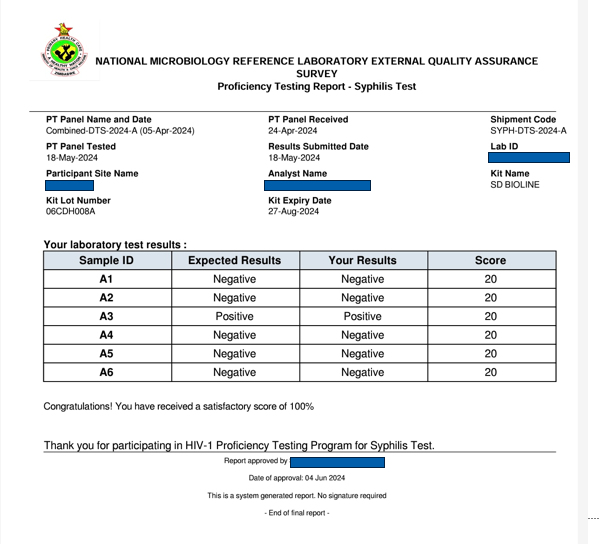 NATIONAL MICROBIOLOGY REFERENCE LABORATORY EXTERNAL QUALITY ASSURANCE
SURVEY
Proficiency Testing Report - Syphilis Test
PT Panel Name and Date
Combined-DTS-2024-A (05-Apr-2024)
PT Panel Received
24-Apr-2024
Shipment Code
SYPH-DTS-2024-A
PT Panel Tested
18-May-2024
Results Submitted Date
18-May-2024
Lab ID
Participant Site Name
Analyst Name
Kit Name
SD BIOLINE
Kit Lot Number
06CDH008A
Kit Expiry Date
27-Aug-2024
Your laboratory test results :
Sample ID Expected Results Your Results Score
A1 Negative Negative 20
A2 Negative Negative 20
A3 Positive Positive 20
A4 Negative Negative 20
A5 Negative Negative 20
A6 Negative Negative 20
Congratulations! You have received a satisfactory score of 100%
Thank you for participating in HIV-1 Proficiency Testing Program for Syphilis Test.
Report approved by
Date of approval: 04 Jun 2024
This is a system generated report. No signature required
- End of final report -